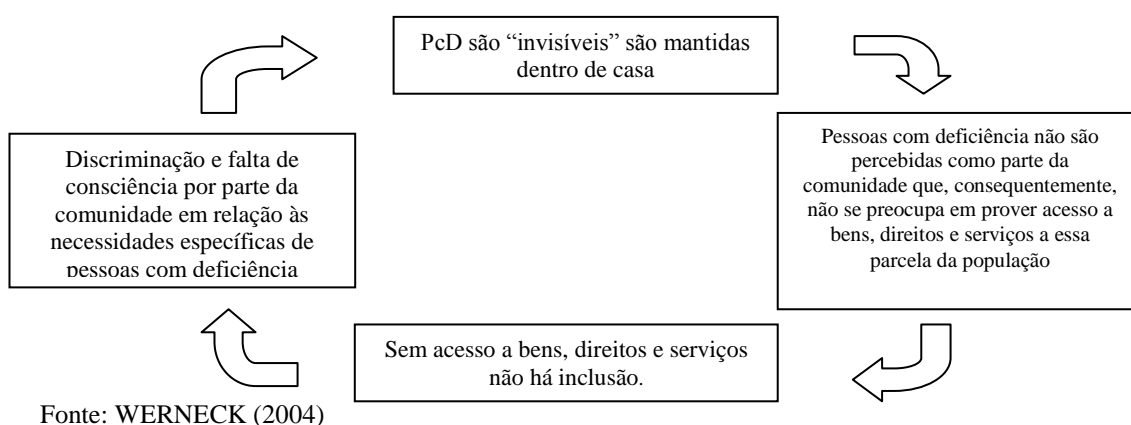 PcD são “invisíveis” são mantidas
dentro de casa
Pessoas com deficiência não são
percebidas como parte da
comunidade que, consequentemente,
não se preocupa em prover acesso a
bens, direitos e serviços a essa
parcela da população
Sem acesso a bens, direitos e serviços
não há inclusão.
Discriminação e falta de
consciência por parte da
comunidade em relação às
necessidades específicas de
pessoas com deficiência
Fonte: WERNECK (2004)